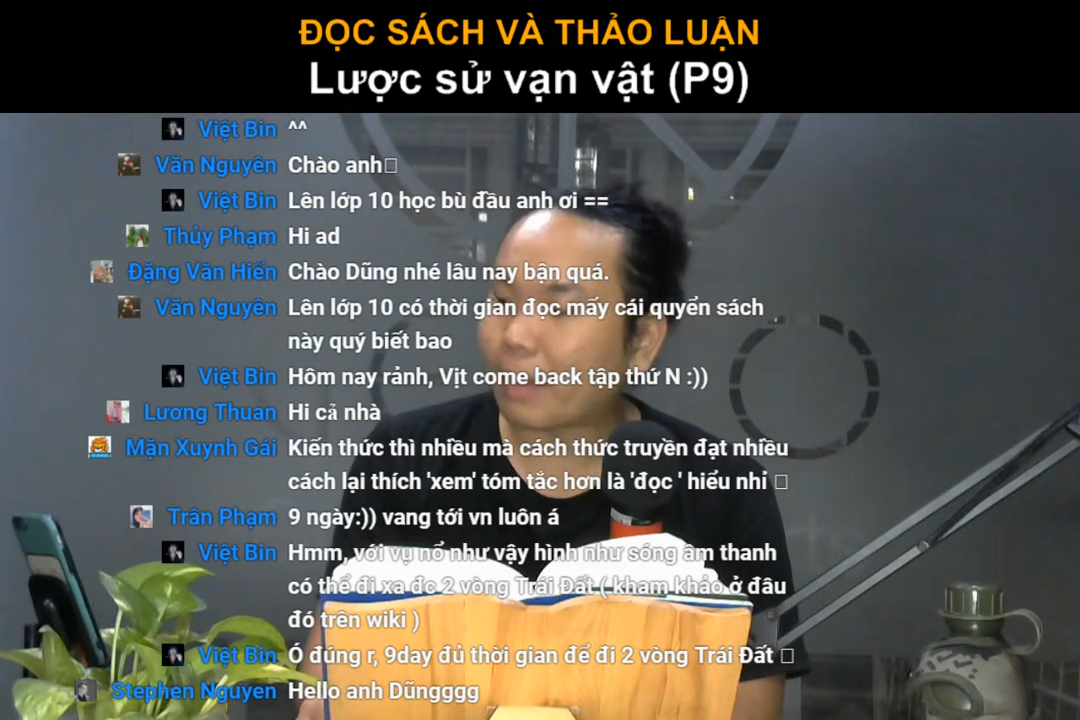 ĐỌC SÁCH VÀ THẢO LUẬN
Lược sử vạn vật (P9)
Việt Bin ^^
Văn Nguyên Chào anh
Việt Bin Lên lớp 10 học bù đầu anh ơi ==
Thủy Phạm Hi ad
Đặng Văn Hiến Chào Dũng nhé lâu nay bận quá.
Văn Nguyên Lên lớp 10 có thời gian đọc mấy cái quyển sách
này quý biết bao
Việt Bin Hôm nay rảnh, Vịt come back tập thứ N :))
Lương Thuan Hi cả nhà
Mặn Xuynh Gái Kiến thức thì nhiều mà cách thức truyền đạt nhiều
cách lại thích 'xem' tóm tắc hơn là 'đọc ' hiểu nhỉ
Trân Phạm 9 ngày:)) vang tới vn luôn á
Việt Bin Hmm, với vụ nổ như vậy hình như sóng âm thanh
có thể đi xa đc 2 vòng Trái Đất ( kham khảo ở đâu
đó trên wiki )
Việt Bin Ó đúng r, 9day đủ thời gian để đi 2 vòng Trái Đất
Stephen Nguyen Hello anh Dũngggg